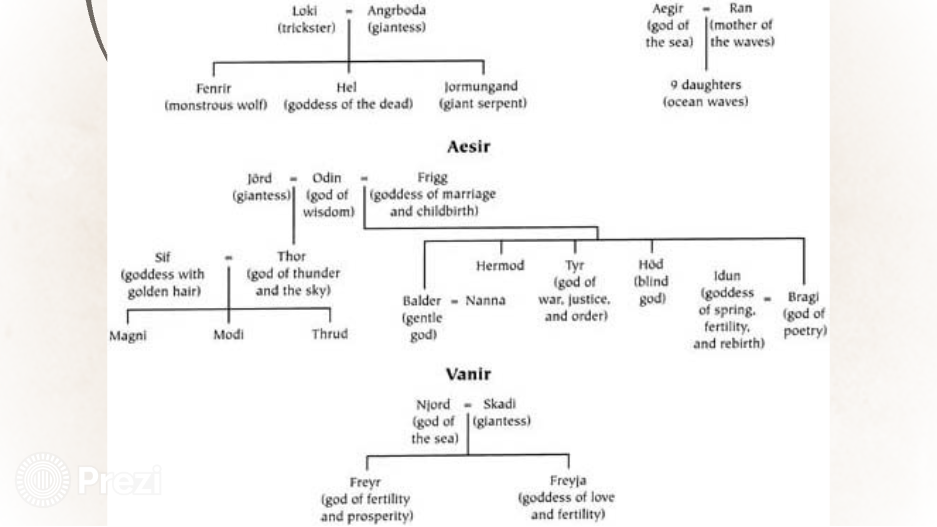 Loki = Angrboda
(trickster) (giantess)
Fenrir Hel Jormungand
(monstrous wolf) (goddess of the dead) (giant serpent)
Aegir = Ran
(god of (mother of
the sea) the waves)
9 daughters
(ocean waves)
Aesir
Jörd = Odin = Frigg
(giantess) (god of (goddess of marriage
wisdom) and childbirth)
Sif = Thor
(goddess with (god of thunder
golden hair) and the sky)
Magni Modi Thrud
Balder = Nanna
(gentle
god)
Hermod
Tyr
(god of
war, justice,
and order)
Höd
(blind
god)
Idun = Bragi
(goddess (god of
of spring, poetry)
fertility,
and rebirth)
Vanir
Njord = Skadi
(god of (giantess)
the sea)
Freyr Freyja
(god of fertility (goddess of love
and prosperity) and fertility)
Prezi